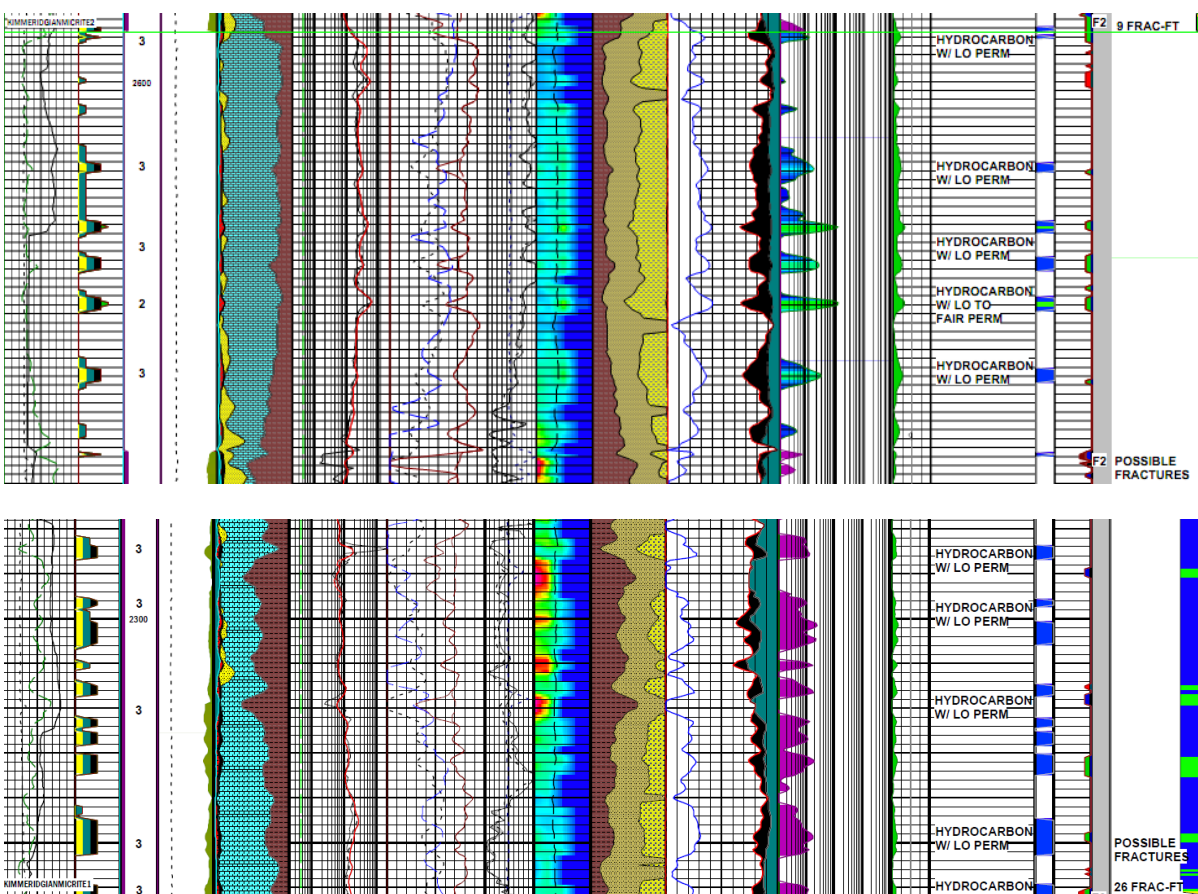 KIMMERIDGIANMICRITE2
F2
9 FRAC-FT
3
HYDROCARBON
W/ LO PERM
2600
3
HYDROCARBON
W/ LO PERM
3
HYDROCARBON
W/ LO PERM
2
HYDROCARBON
W/ LO TO
FAIR PERM
3
HYDROCARBON
W/ LO PERM
F2
POSSIBLE
FRACTURES
3
HYDROCARBON
W/ LO PERM
3
HYDROCARBON
W/ LO PERM
2300
3
HYDROCARBON
W/ LO PERM
3
HYDROCARBON
W/ LO PERM
POSSIBLE
FRACTURES
KIMMERIDGIANMICRITE1
3
HYDROCARBON
26 FRAC-FT